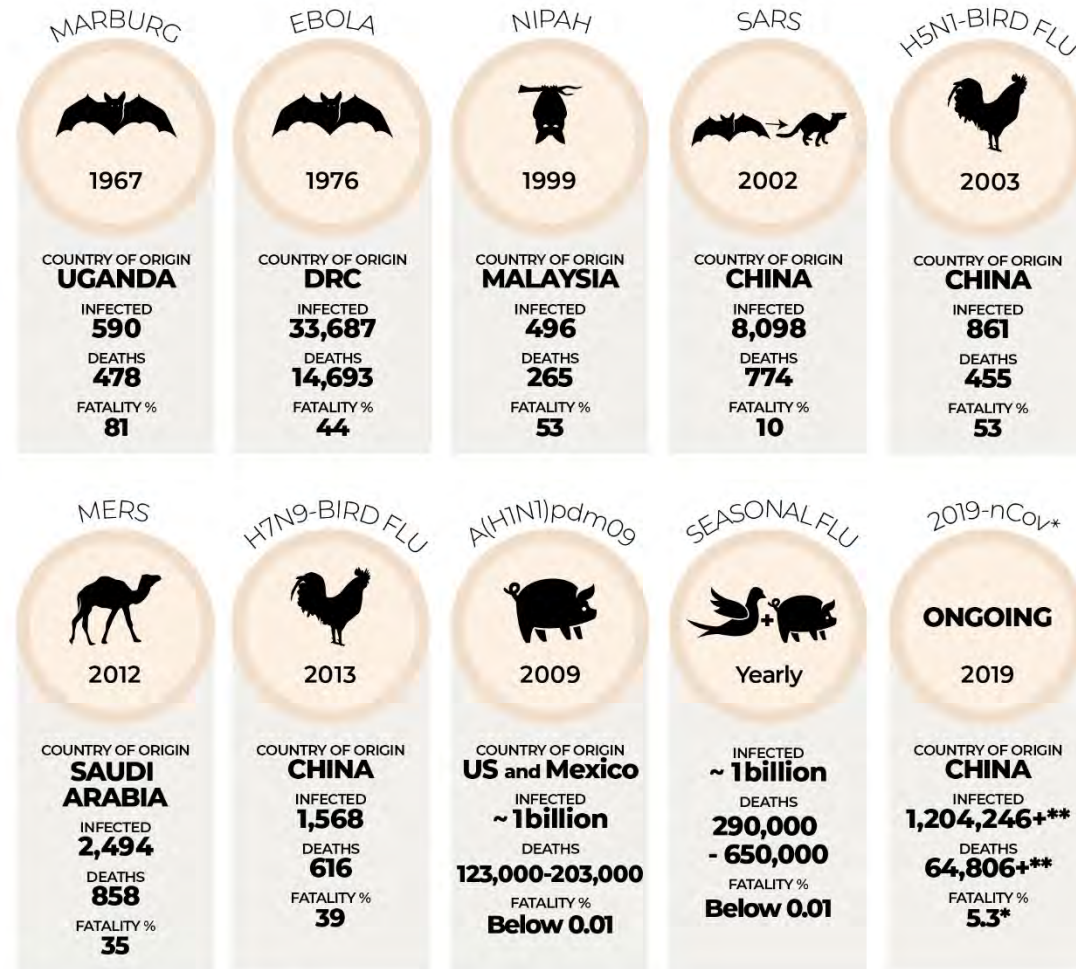 MARBURG
1967
COUNTRY OF ORIGIN
UGANDA
INFECTED
590
DEATHS
478
FATALITY %
81
EBOLA
1976
COUNTRY OF ORIGIN
DRC
INFECTED
33,687
DEATHS
14,693
FATALITY %
44
NIPAH
1999
COUNTRY OF ORIGIN
MALAYSIA
INFECTED
496
DEATHS
265
FATALITY %
53
SARS
2002
COUNTRY OF ORIGIN
CHINA
INFECTED
8,098
DEATHS
774
FATALITY %
10
H5N1-BIRD FLU
2003
COUNTRY OF ORIGIN
CHINA
INFECTED
861
DEATHS
455
FATALITY %
53
MERS
2012
COUNTRY OF ORIGIN
SAUDI
ARABIA
INFECTED
2,494
DEATHS
858
FATALITY %
35
H7N9-BIRD FLU
2013
COUNTRY OF ORIGIN
CHINA
INFECTED
1,568
DEATHS
616
FATALITY %
39
A(H1N1)pdm09
2009
COUNTRY OF ORIGIN
US and Mexico
INFECTED
~ 1billion
DEATHS
123,000-203,000
FATALITY %
Below 0.01
SEASONAL FLU
+
Yearly
INFECTED
~ 1billion
DEATHS
290,000
- 650,000
FATALITY %
Below 0.01
2019-nCov*
ONGOING
2019
COUNTRY OF ORIGIN
CHINA
INFECTED
1,204,246+**
DEATHS
64,806+**
FATALITY %
5.3*